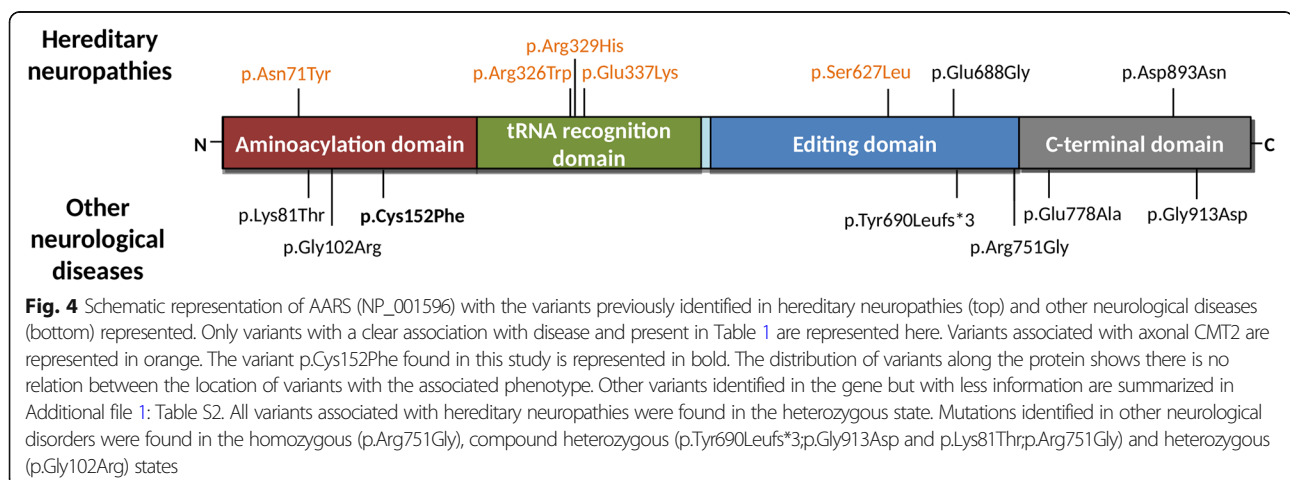 Hereditary
neuropathies
p.Arg329His
p.Asn71Tyr
p.Arg326Trp
p.Glu337Lys
p.Ser627Leu
p.Glu688Gly
p.Asp893Asn
N
Aminoacylation domain
tRNA recognition
domain
Editing domain
C-terminal domain
C
Other
neurological
diseases
p.Lys81Thr
p.Cys152Phe
p.Gly102Arg
p.Tyr690Leufs*3
p.Glu778Ala
p.Gly913Asp
p.Arg751Gly
Fig. 4 Schematic representation of AARS (NP_001596) with the variants previously identified in hereditary neuropathies (top) and other neurological diseases
(bottom) represented. Only variants with a clear association with disease and present in Table 1 are represented here. Variants associated with axonal CMT2 are
represented in orange. The variant p.Cys152Phe found in this study is represented in bold. The distribution of variants along the protein shows there is no
relation between the location of variants with the associated phenotype. Other variants identified in the gene but with less information are summarized in
Additional file 1: Table S2. All variants associated with hereditary neuropathies were found in the heterozygous state. Mutations identified in other neurological
disorders were found in the homozygous (p.Arg751Gly), compound heterozygous (p.Tyr690Leufs*3;p.Gly913Asp and p.Lys81Thr;p.Arg751Gly) and heterozygous
(p.Gly102Arg) states